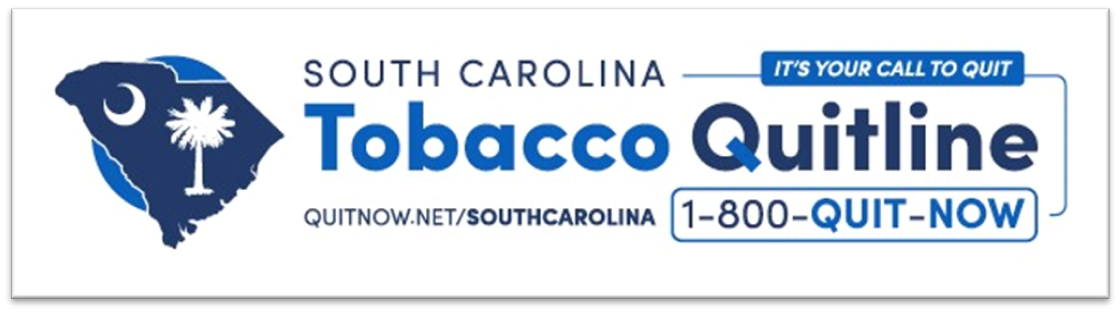 SOUTH CAROLINA
IT'S YOUR CALL TO QUIT
Tobacco Quitline
QUITNOW.NET/SOUTHCAROLINA
1-800-QUIT-NOW